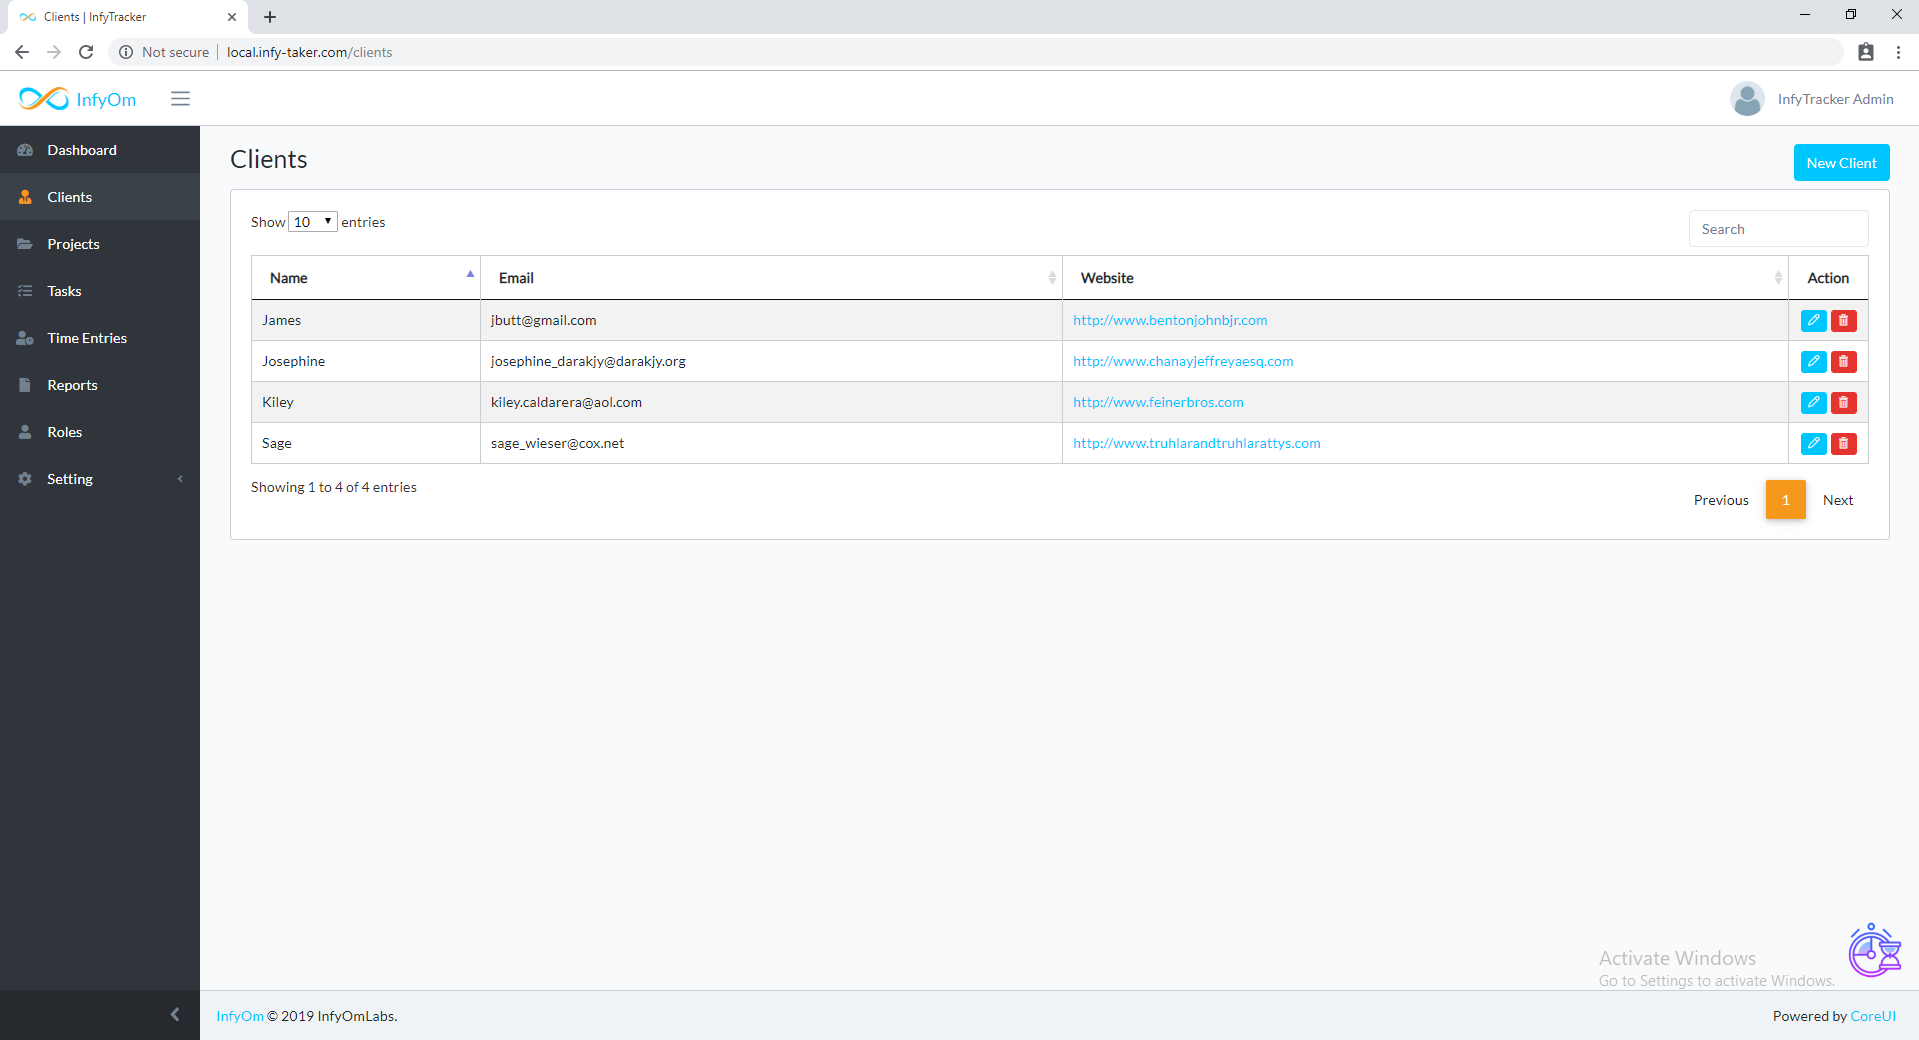 Clients | InfyTracker
Not secure | local.infy-taker.com/clients
InfyOm
InfyTracker Admin
Dashboard
Clients
Projects
Tasks
Time Entries
Reports
Roles
Setting
Clients
New Client
Show 10 entries
Search
Name Email Website Action
James jbutt@gmail.com http://www.bentonjohnbjr.com
Josephine josephine_darakjy@darakjy.org http://www.chanayjeffreyaesq.com
Kiley kiley.caldarera@aol.com http://www.feinerbros.com
Sage sage_wieser@cox.net http://www.truhlarandtruhlarattys.com
Showing 1 to 4 of 4 entries
Previous 1 Next
Activate Windows
Go to Settings to activate Windows.
InfyOm © 2019 InfyOmLabs.
Powered by CoreUI